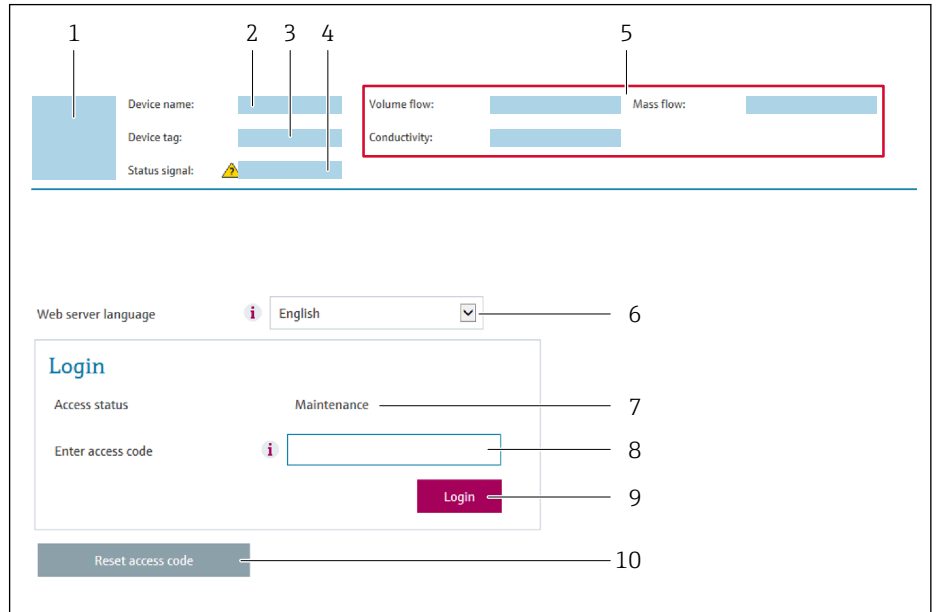 1 2 3 4 5
Device name: Volume flow: Mass flow:
Device tag: Conductivity:
Status signal: ?
Web server language i English 6
Login
Access status Maintenance 7
Enter access code i 8
Login 9
Reset access code 10